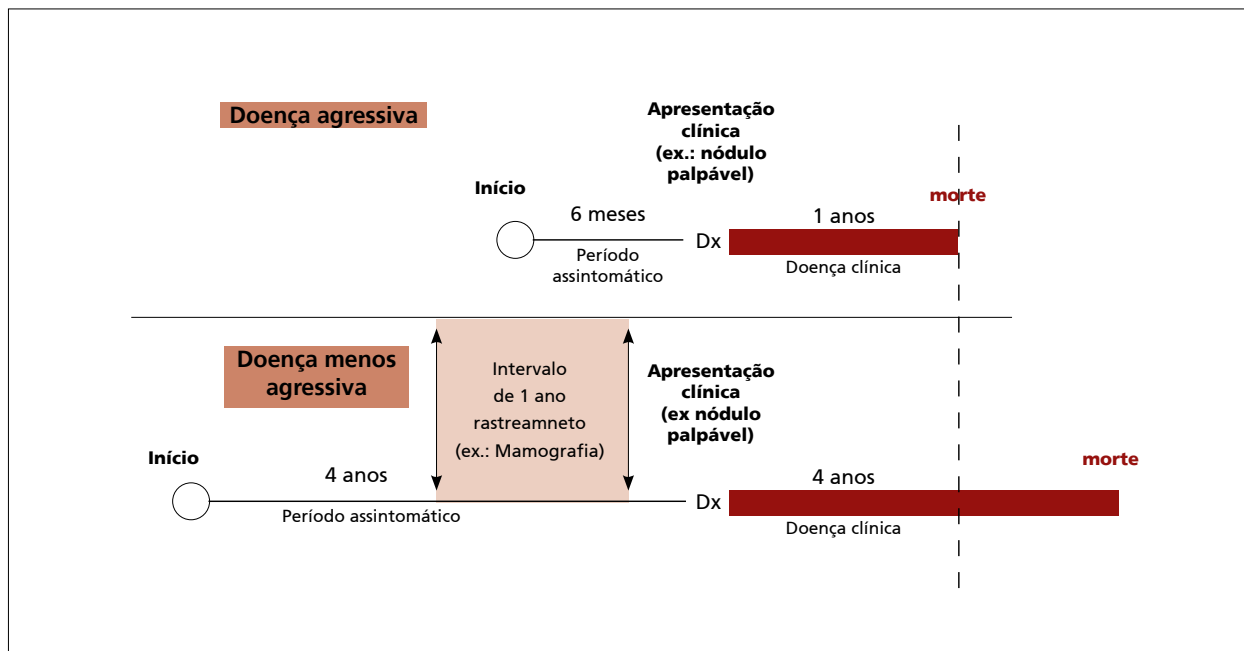 Doença agressiva
Apresentação
clínica
(ex.: nódulo
palpável)
Início
morte
6 meses
1 anos
Dx
Período
assintomático
Doença clínica
Doença menos
agressiva
Intervalo
de 1 ano
rastreamneto
(ex.: Mamografia)
Apresentação
clínica
(ex nódulo
palpável)
Início
morte
4 anos
4 anos
Dx
Período assintomático
Doença clínica